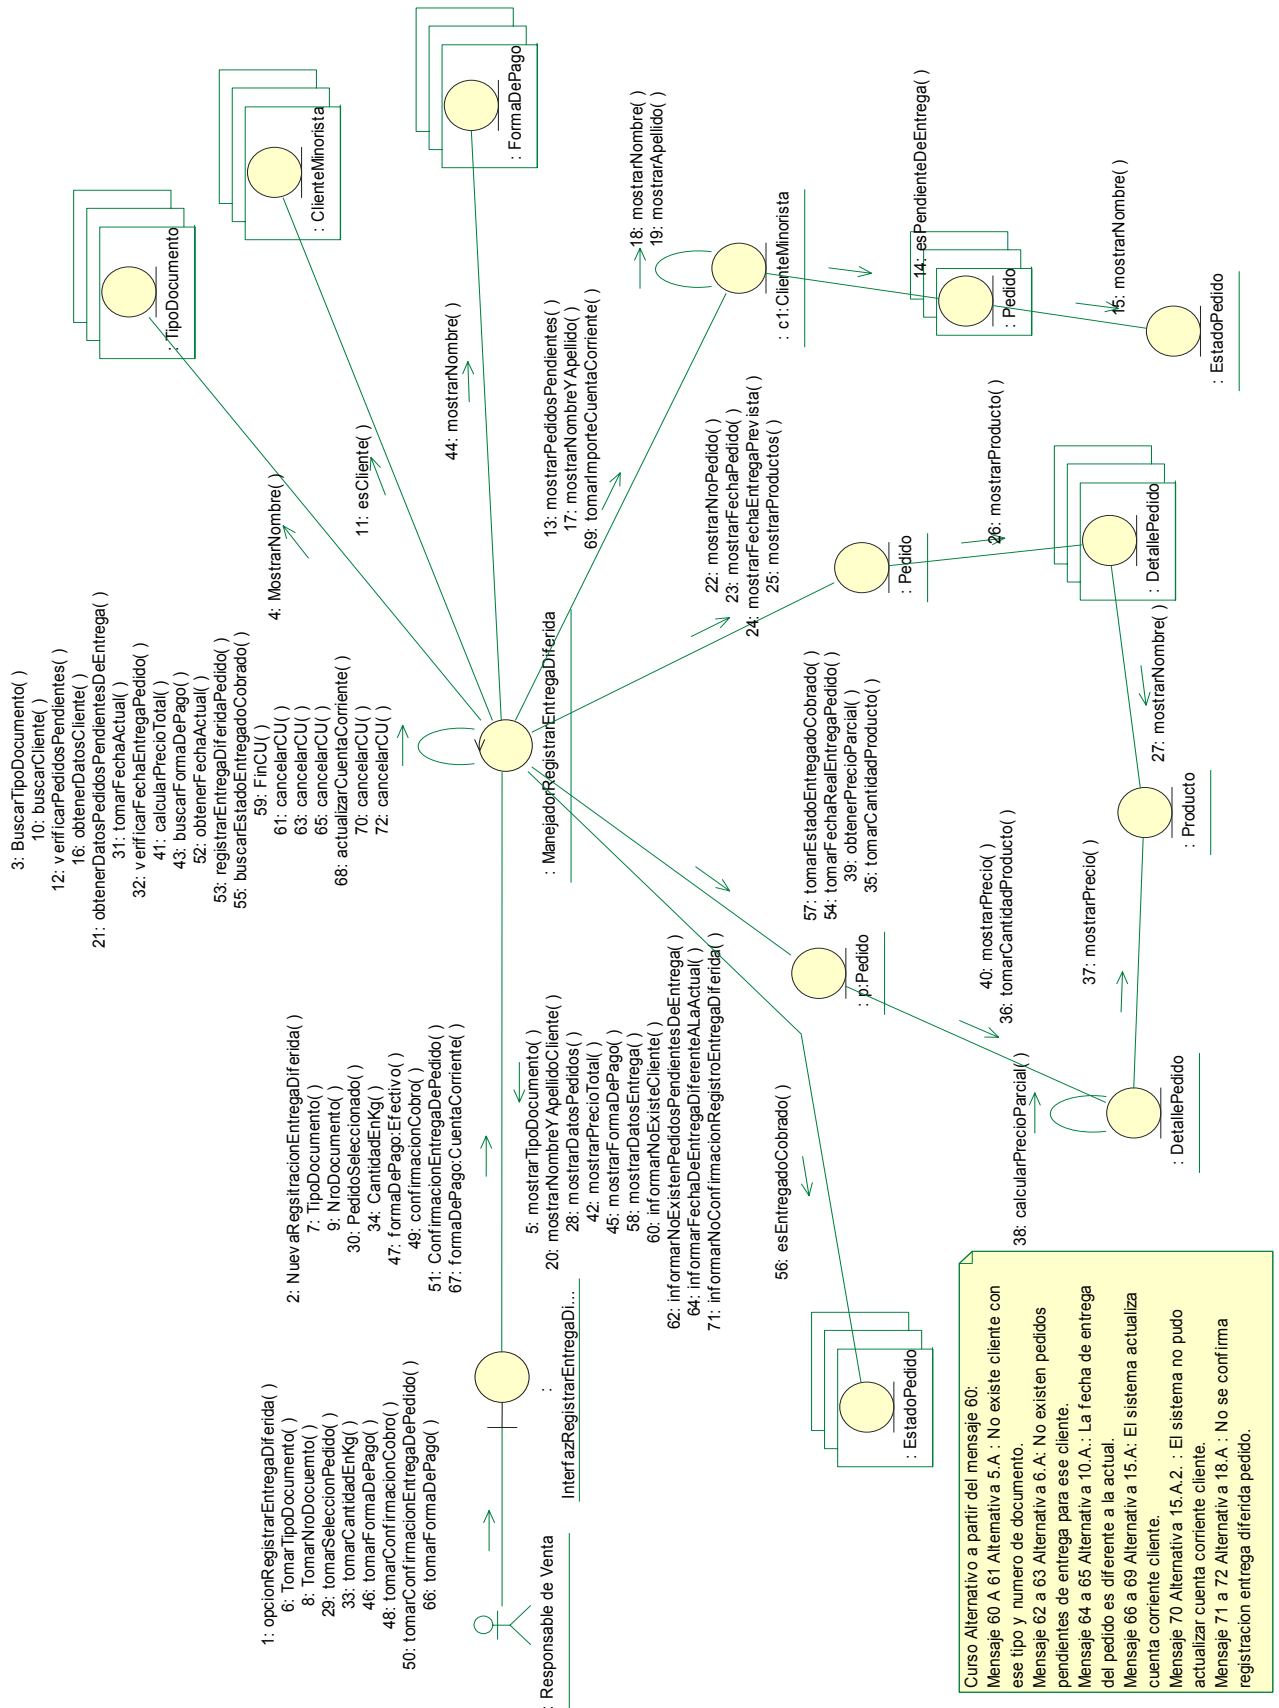 1: opcionRegistrarEntregaDiferida( )
6: TomarTipoDocumento( )
8: TomarNroDocuemto( )
29: tomarSeleccionPedido( )
33: tomarCantidadEnKg( )
46: tomarFormaDePago( )
48: tomarConfirmacionCobro( )
50: tomarConfirmacionEntregaDePedido( )
66: tomarFormaDePago( )
: Responsable de Venta
:
InterfazRegistrarEntregaDi...
2: NuevaRegsitracionEntregaDiferida( )
7: TipoDocumento( )
9: NroDocumento( )
30: PedidoSeleccionado( )
34: CantidadEnKg( )
47: formaDePago:Efectivo( )
49: confirmacionCobro( )
51: ConfirmacionEntregaDePedido( )
67: formaDePago:CuentaCorriente( )
5: mostrarTipoDocumento( )
20: mostrarNombreYApellidoCliente( )
28: mostrarDatosPedidos( )
42: mostrarPrecioTotal( )
45: mostrarFormaDePago( )
58: mostrarDatosEntrega( )
60: informarNoExisteCliente( )
62: informarNoExistenPedidosPendientesDeEntrega( )
64: informarFechaDeEntregaDiferenteALaActual( )
71: informarNoConfirmacionRegistroEntregaDiferida( )
3: BuscarTipoDocumento( )
10: buscarCliente( )
12: verificarPedidosPendientes( )
16: obtenerDatosCliente( )
21: obtenerDatosPedidosPendientesDeEntrega( )
31: tomarFechaActual( )
32: verificarFechaEntregaPedido( )
41: calcularPrecioTotal( )
43: buscarFormaDePago( )
52: obtenerFechaActual( )
53: registrarEntregaDiferidaPedido( )
55: buscarEstadoEntregadoCobrado( )
59: FinCU( )
61: cancelarCU( )
63: cancelarCU( )
65: cancelarCU( )
68: actualizarCuentaCorriente( )
70: cancelarCU( )
72: cancelarCU( )
: ManejadorRegistrarEntregaDiferida
4: MostrarNombre( )
: TipoDocumento
11: esCliente( )
: ClienteMinorista
44: mostrarNombre( )
: FormaDePago
13: mostrarPedidosPendientes( )
17: mostrarNombreYApellido( )
69: tomarImporteCuentaCorriente( )
18: mostrarNombre( )
19: mostrarApellido( )
: c1:ClienteMinorista
14: esPendienteDeEntrega( )
: Pedido
15: mostrarNombre( )
: EstadoPedido
22: mostrarNroPedido( )
23: mostrarFechaPedido( )
24: mostrarFechaEntregaPrevista( )
25: mostrarProductos( )
: Pedido
26: mostrarProducto( )
: DetallePedido
27: mostrarNombre( )
: Producto
57: tomarEstadoEntregadoCobrado( )
54: tomarFechaRealEntregaPedido( )
39: obtenerPrecioParcial( )
35: tomarCantidadProducto( )
: p:Pedido
40: mostrarPrecio( )
36: tomarCantidadProducto( )
37: mostrarPrecio( )
38: calcularPrecioParcial( )
: DetallePedido
56: esEntregadoCobrado( )
: EstadoPedido
Curso Alternativo a partir del mensaje 60:
Mensaje 60 A 61 Alternativa 5.A : No existe cliente con
ese tipo y numero de documento.
Mensaje 62 a 63 Alternativa 6.A: No existen pedidos
pendientes de entrega para ese cliente.
Mensaje 64 a 65 Alternativa 10.A.: La fecha de entrega
del pedido es diferente a la actual.
Mensaje 66 a 69 Alternativa 15.A: El sistema actualiza
cuenta corriente cliente.
Mensaje 70 Alternativa 15.A.2. : El sistema no pudo
actualizar cuenta corriente cliente.
Mensaje 71 a 72 Alternativa 18.A : No se confirma
registracion entrega diferida pedido.